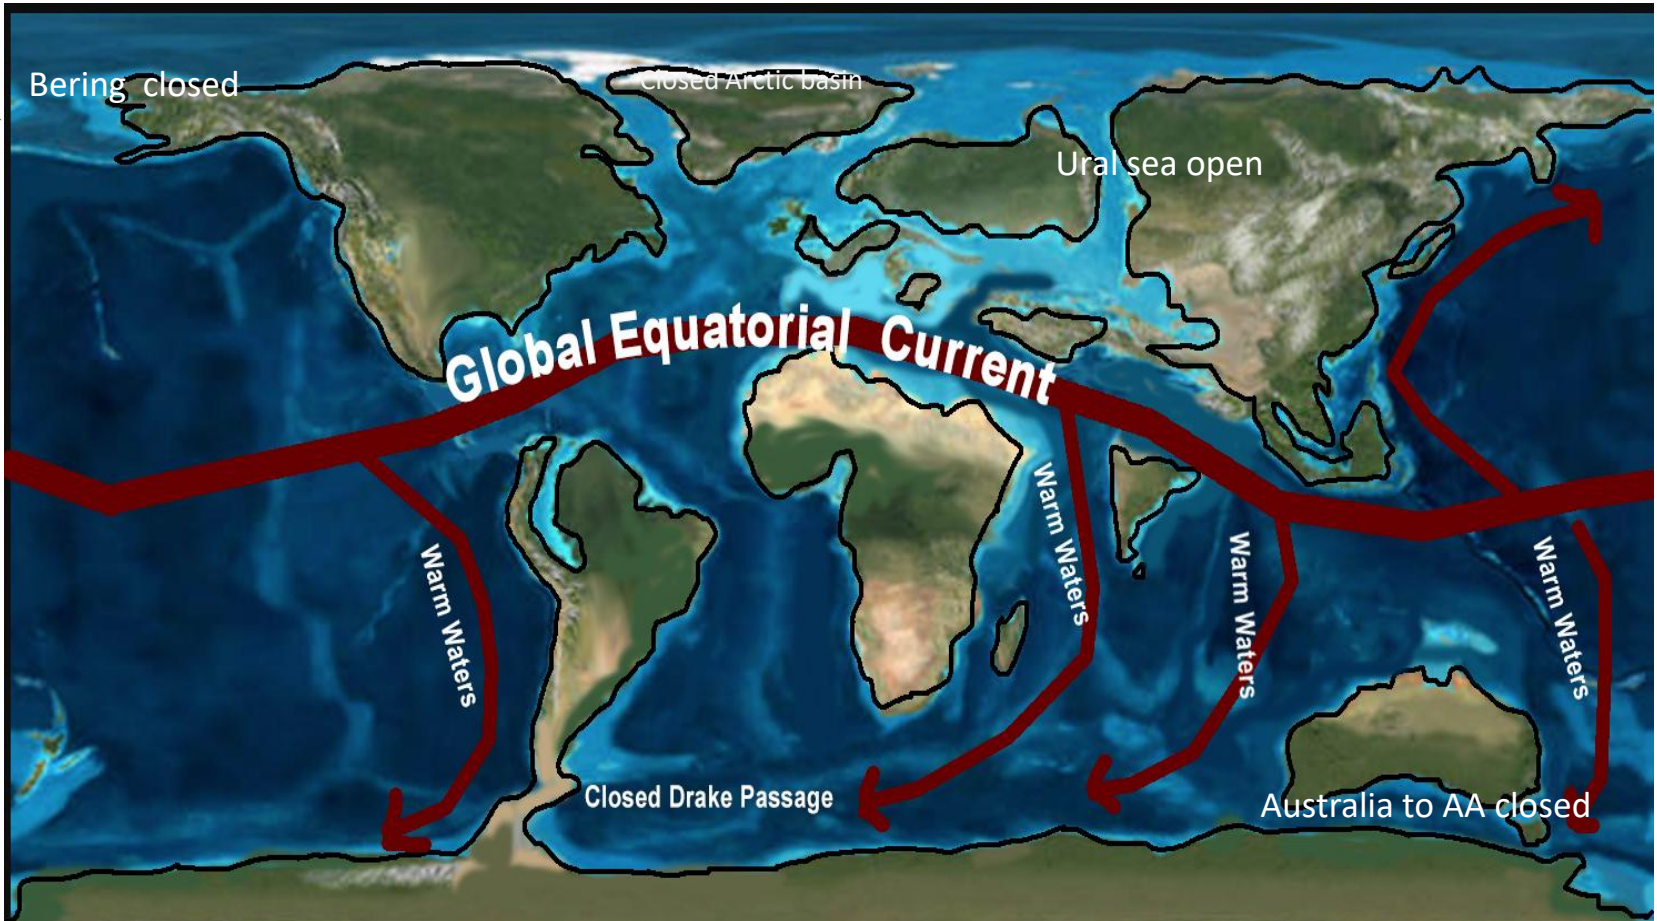 Bering  closed
Closed Arctic basin
Ural sea open
Global Equatorial Current
Warm Waters
Warm Waters
Warm Waters
Warm Waters
Closed Drake Passage
Australia to AA closed